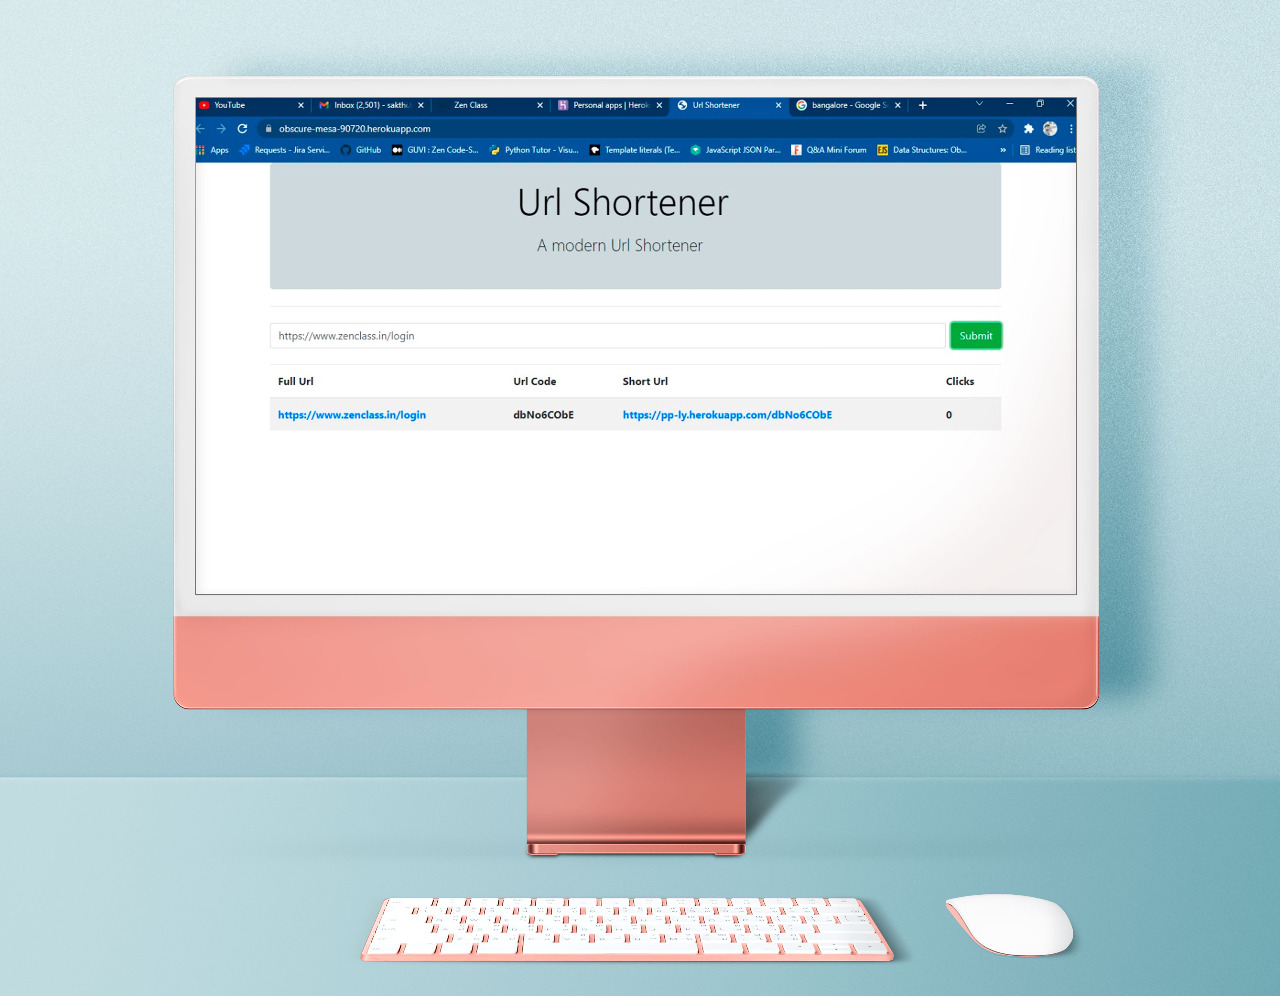 YouTube
Inbox (2,501) - sakthu
Zen Class
Personal apps | Herok
Url Shortener
bangalore - Google S
obscure-mesa-90720.herokuapp.com
Apps
Requests - Jira Servi...
GitHub
GUVI : Zen Code-S...
Python Tutor - Visu...
Template literals (Te...
JavaScript JSON Par...
Q&A Mini Forum
Data Structures: Ob...
»
Reading list
Url Shortener
A modern Url Shortener
https://www.zenclass.in/login
Submit
Full Url Url Code Short Url Clicks
https://www.zenclass.in/login dbNo6CObE https://pp-ly.herokuapp.com/dbNo6CObE 0